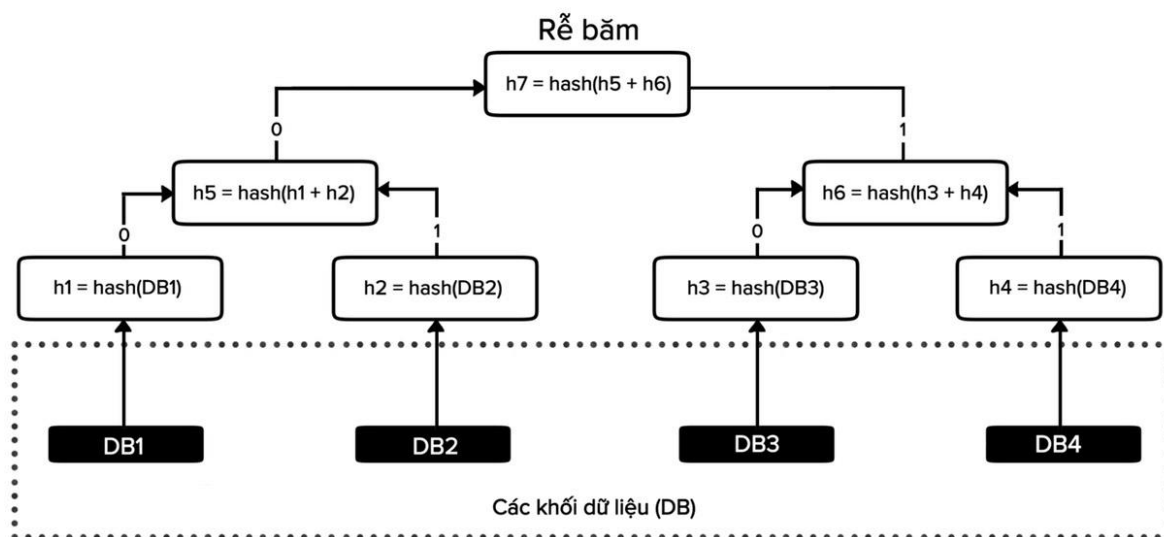 Rễ băm
h7 = hash(h5 + h6)
0
1
h5 = hash(h1 + h2)
h6 = hash(h3 + h4)
0
1
0
1
h1 = hash(DB1)
h2 = hash(DB2)
h3 = hash(DB3)
h4 = hash(DB4)
DB1
DB2
DB3
DB4
Các khối dữ liệu (DB)